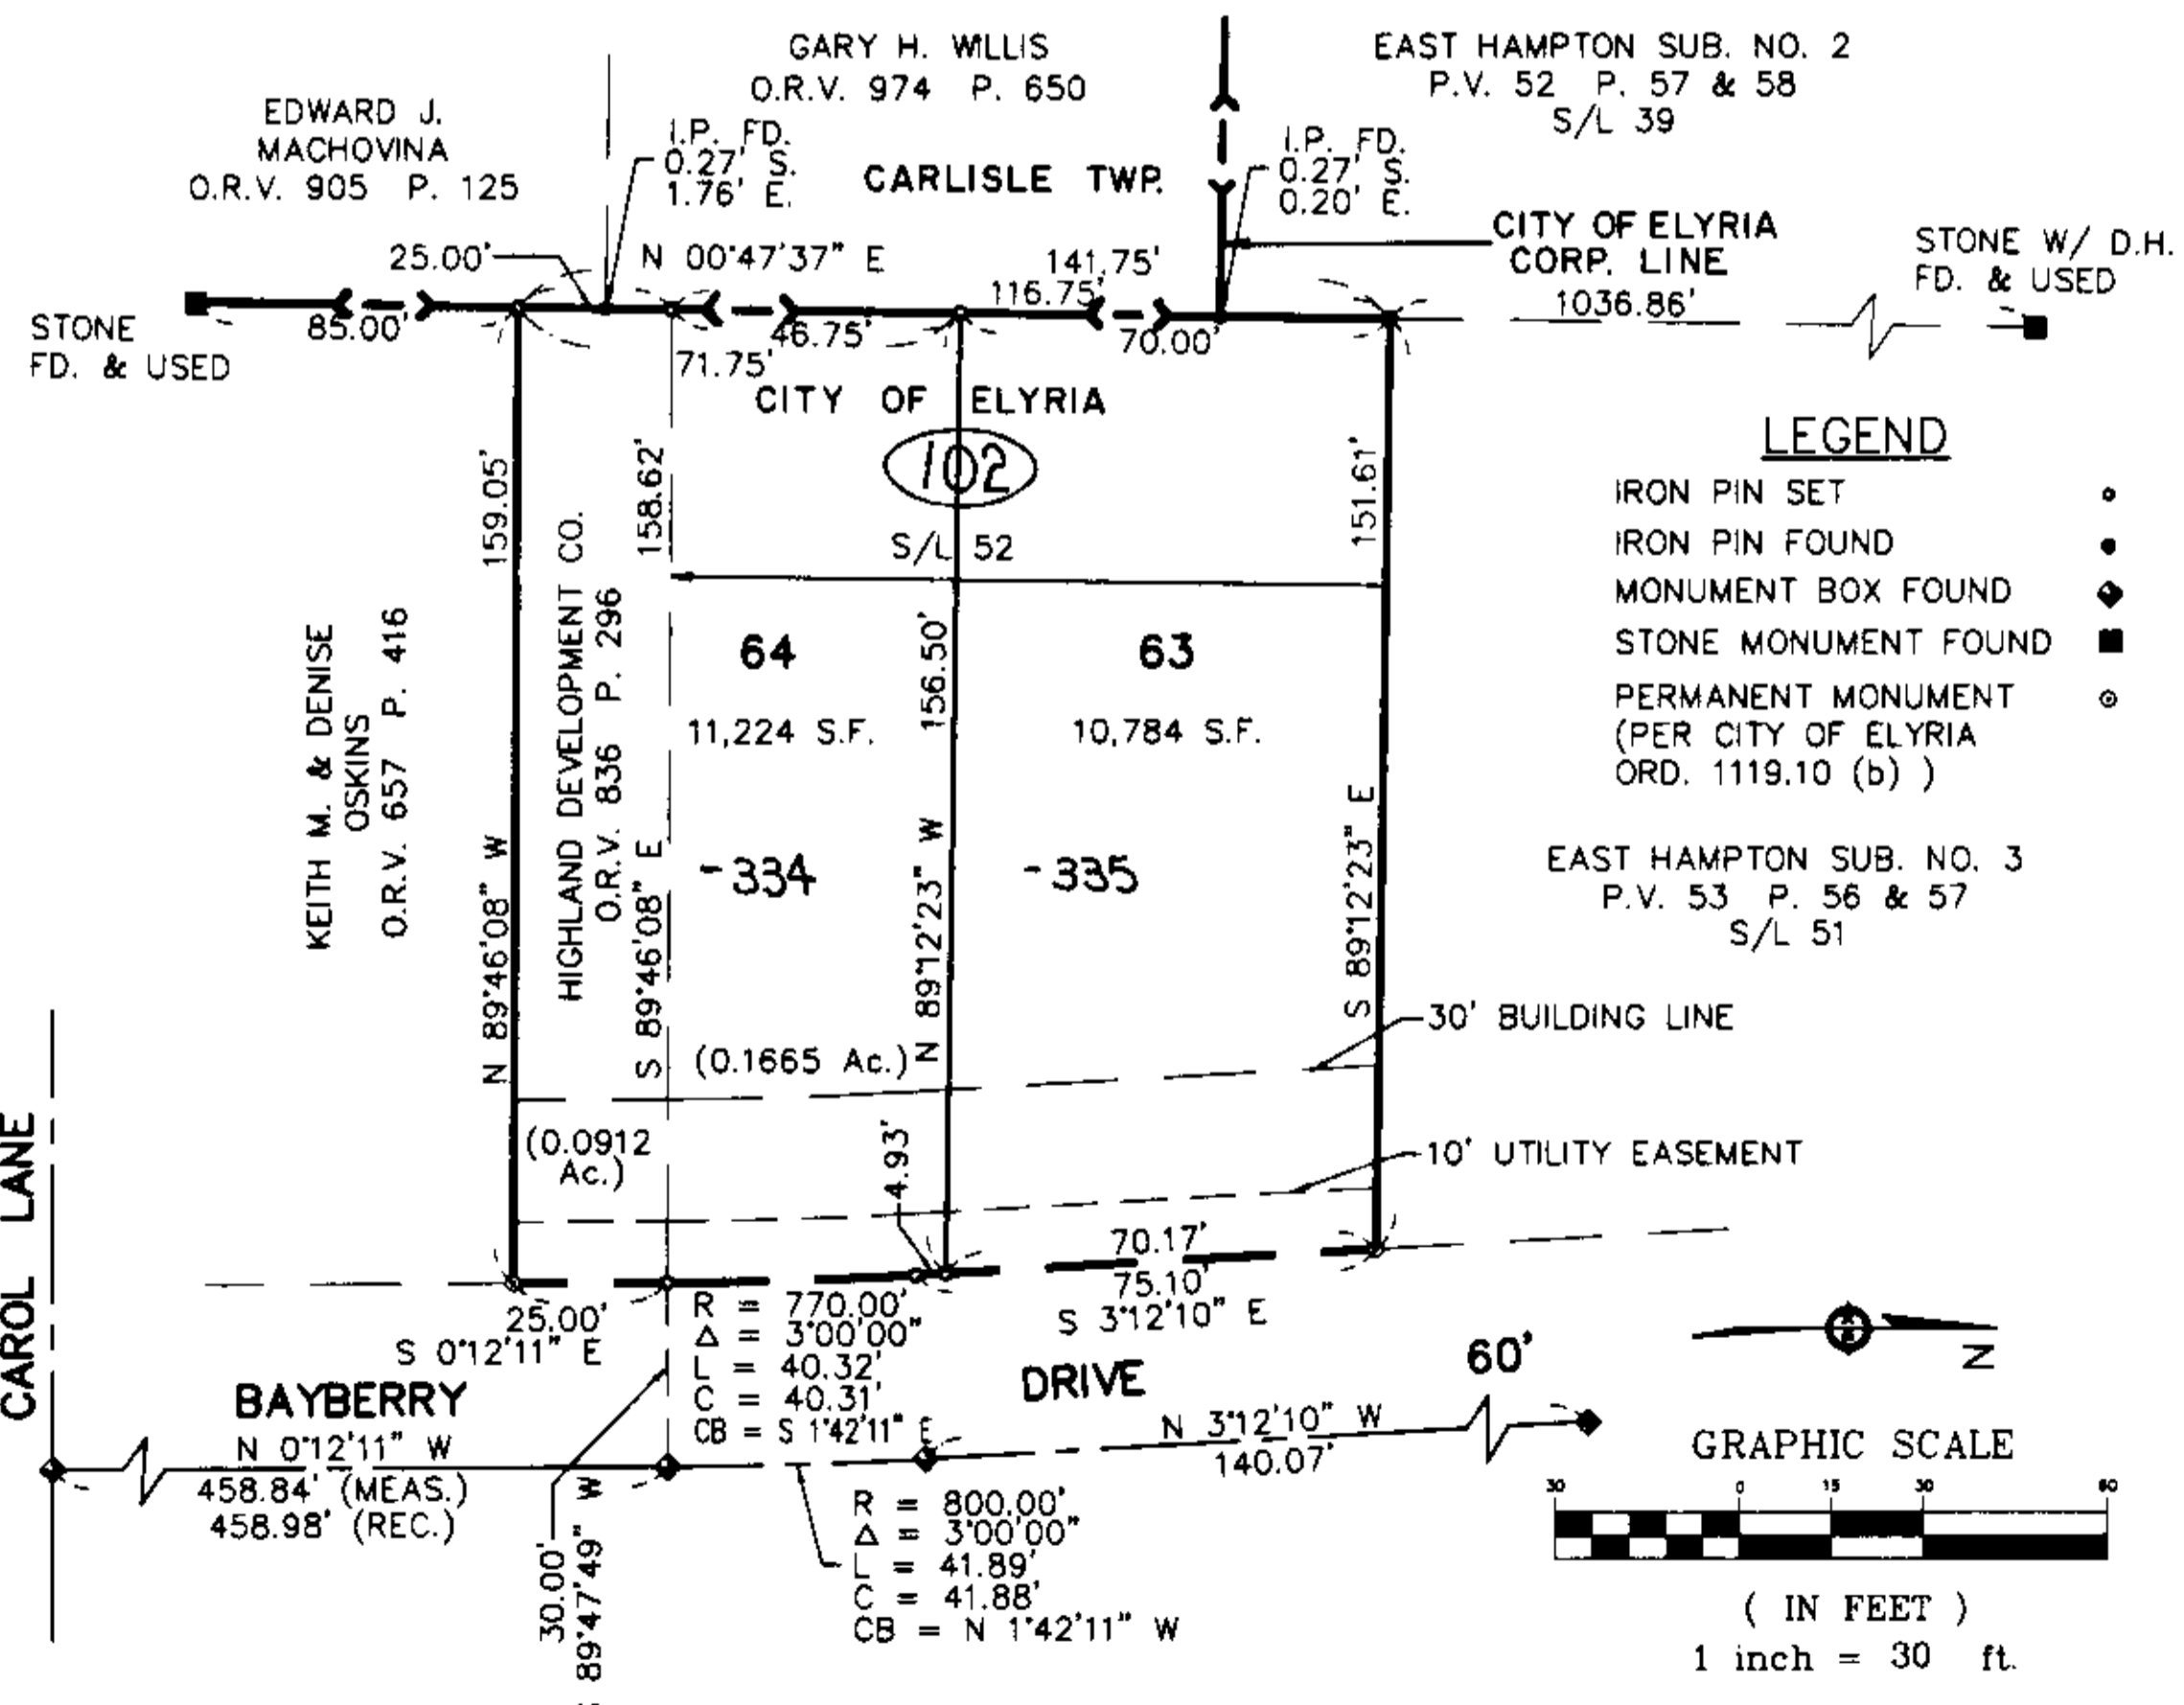 GARY H. WILLIS
O.R.V. 974 P. 650
EAST HAMPTON SUB. NO. 2
P.V. 52 P. 57 & 58
S/L 39
EDWARD J.
MACHOVINA
O.R.V. 905 P. 125
I.P. FD.
0.27' S.
1.76' E.
CARLISLE TWP.
I.P. FD.
0.27' S.
0.20' E.
CITY OF ELYRIA
CORP. LINE
1036.86'
STONE W/ D.H.
FD. & USED
25.00'
N 00°47'37" E
141.75'
116.75'
STONE
FD. & USED
85.00'
46.75'
71.75'
70.00'
CITY OF ELYRIA
102
S/L 52
159.05'
158.62'
156.50'
151.61'
LEGEND
IRON PIN SET
IRON PIN FOUND
MONUMENT BOX FOUND
STONE MONUMENT FOUND
PERMANENT MONUMENT
(PER CITY OF ELYRIA
ORD. 1119.10 (b) )
KEITH M. & DENISE
OSKINS
O.R.V. 657 P. 416
N 89°46'08" W
HIGHLAND DEVELOPMENT CO.
O.R.V. 836 P. 296
S 89°46'08" E
64
11,224 S.F.
-334
(0.1665 Ac.)
N 89°12'23" W
63
10,784 S.F.
-335
S 89°12'23" E
EAST HAMPTON SUB. NO. 3
P.V. 53 P. 56 & 57
S/L 51
30' BUILDING LINE
(0.0912
Ac.)
4.93'
10' UTILITY EASEMENT
CAROL LANE
70.17'
75.10'
S 3°12'10" E
25.00'
S 0°12'11" E
R = 770.00'
Δ = 3°00'00"
L = 40.32'
C = 40.31'
CB = S 1°42'11" E
BAYBERRY
DRIVE
60'
N 0°12'11" W
458.84' (MEAS.)
458.98' (REC.)
N 3°12'10" W
140.07'
30.00'
89°47'49" W
R = 800.00'
Δ = 3°00'00"
L = 41.89'
C = 41.88'
CB = N 1°42'11" W
N
GRAPHIC SCALE
30 0 15 30 60
( IN FEET )
1 inch = 30 ft.